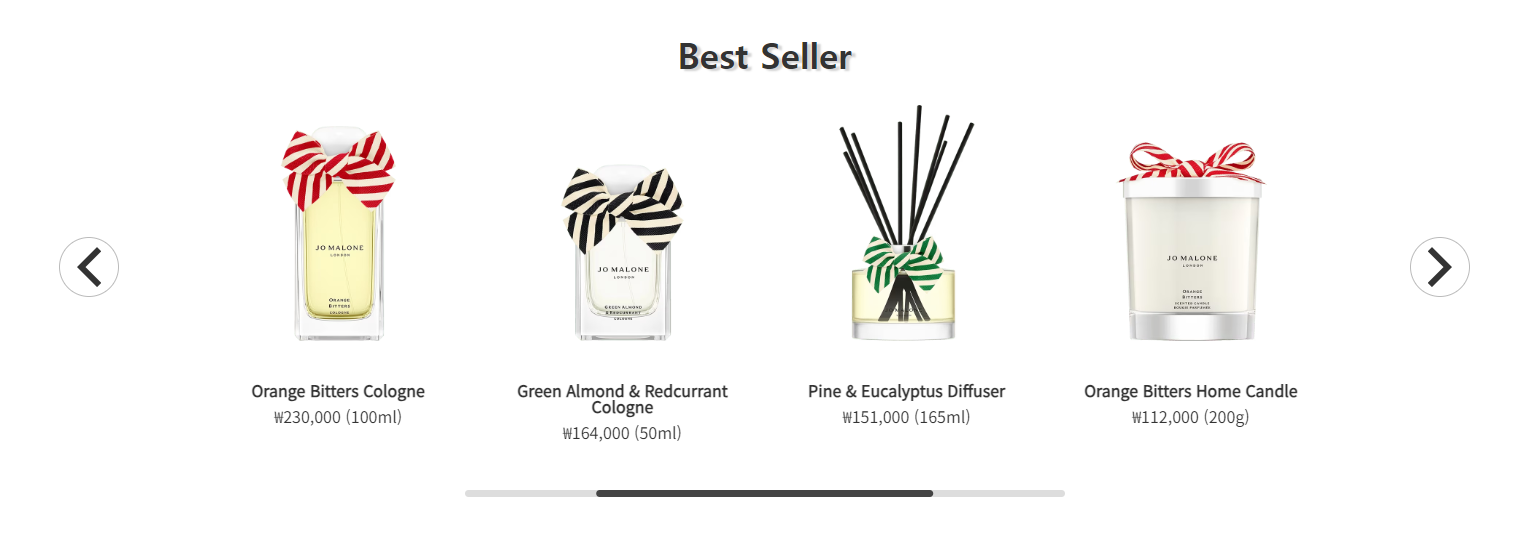 Best Seller
JO MALONE
LONDON
ORANGE
BITTERS
COLOGNE
JO MALONE
LONDON
GREEN ALMOND
& REDCURRANT
COLOGNE
JO MALONE
LONDON
ORANGE
BITTERS
SCENTED CANDLE
BOUGIE PARFUMÉE
Orange Bitters Cologne
₩230,000 (100ml)
Green Almond & Redcurrant
Cologne
₩164,000 (50ml)
Pine & Eucalyptus Diffuser
₩151,000 (165ml)
Orange Bitters Home Candle
₩112,000 (200g)